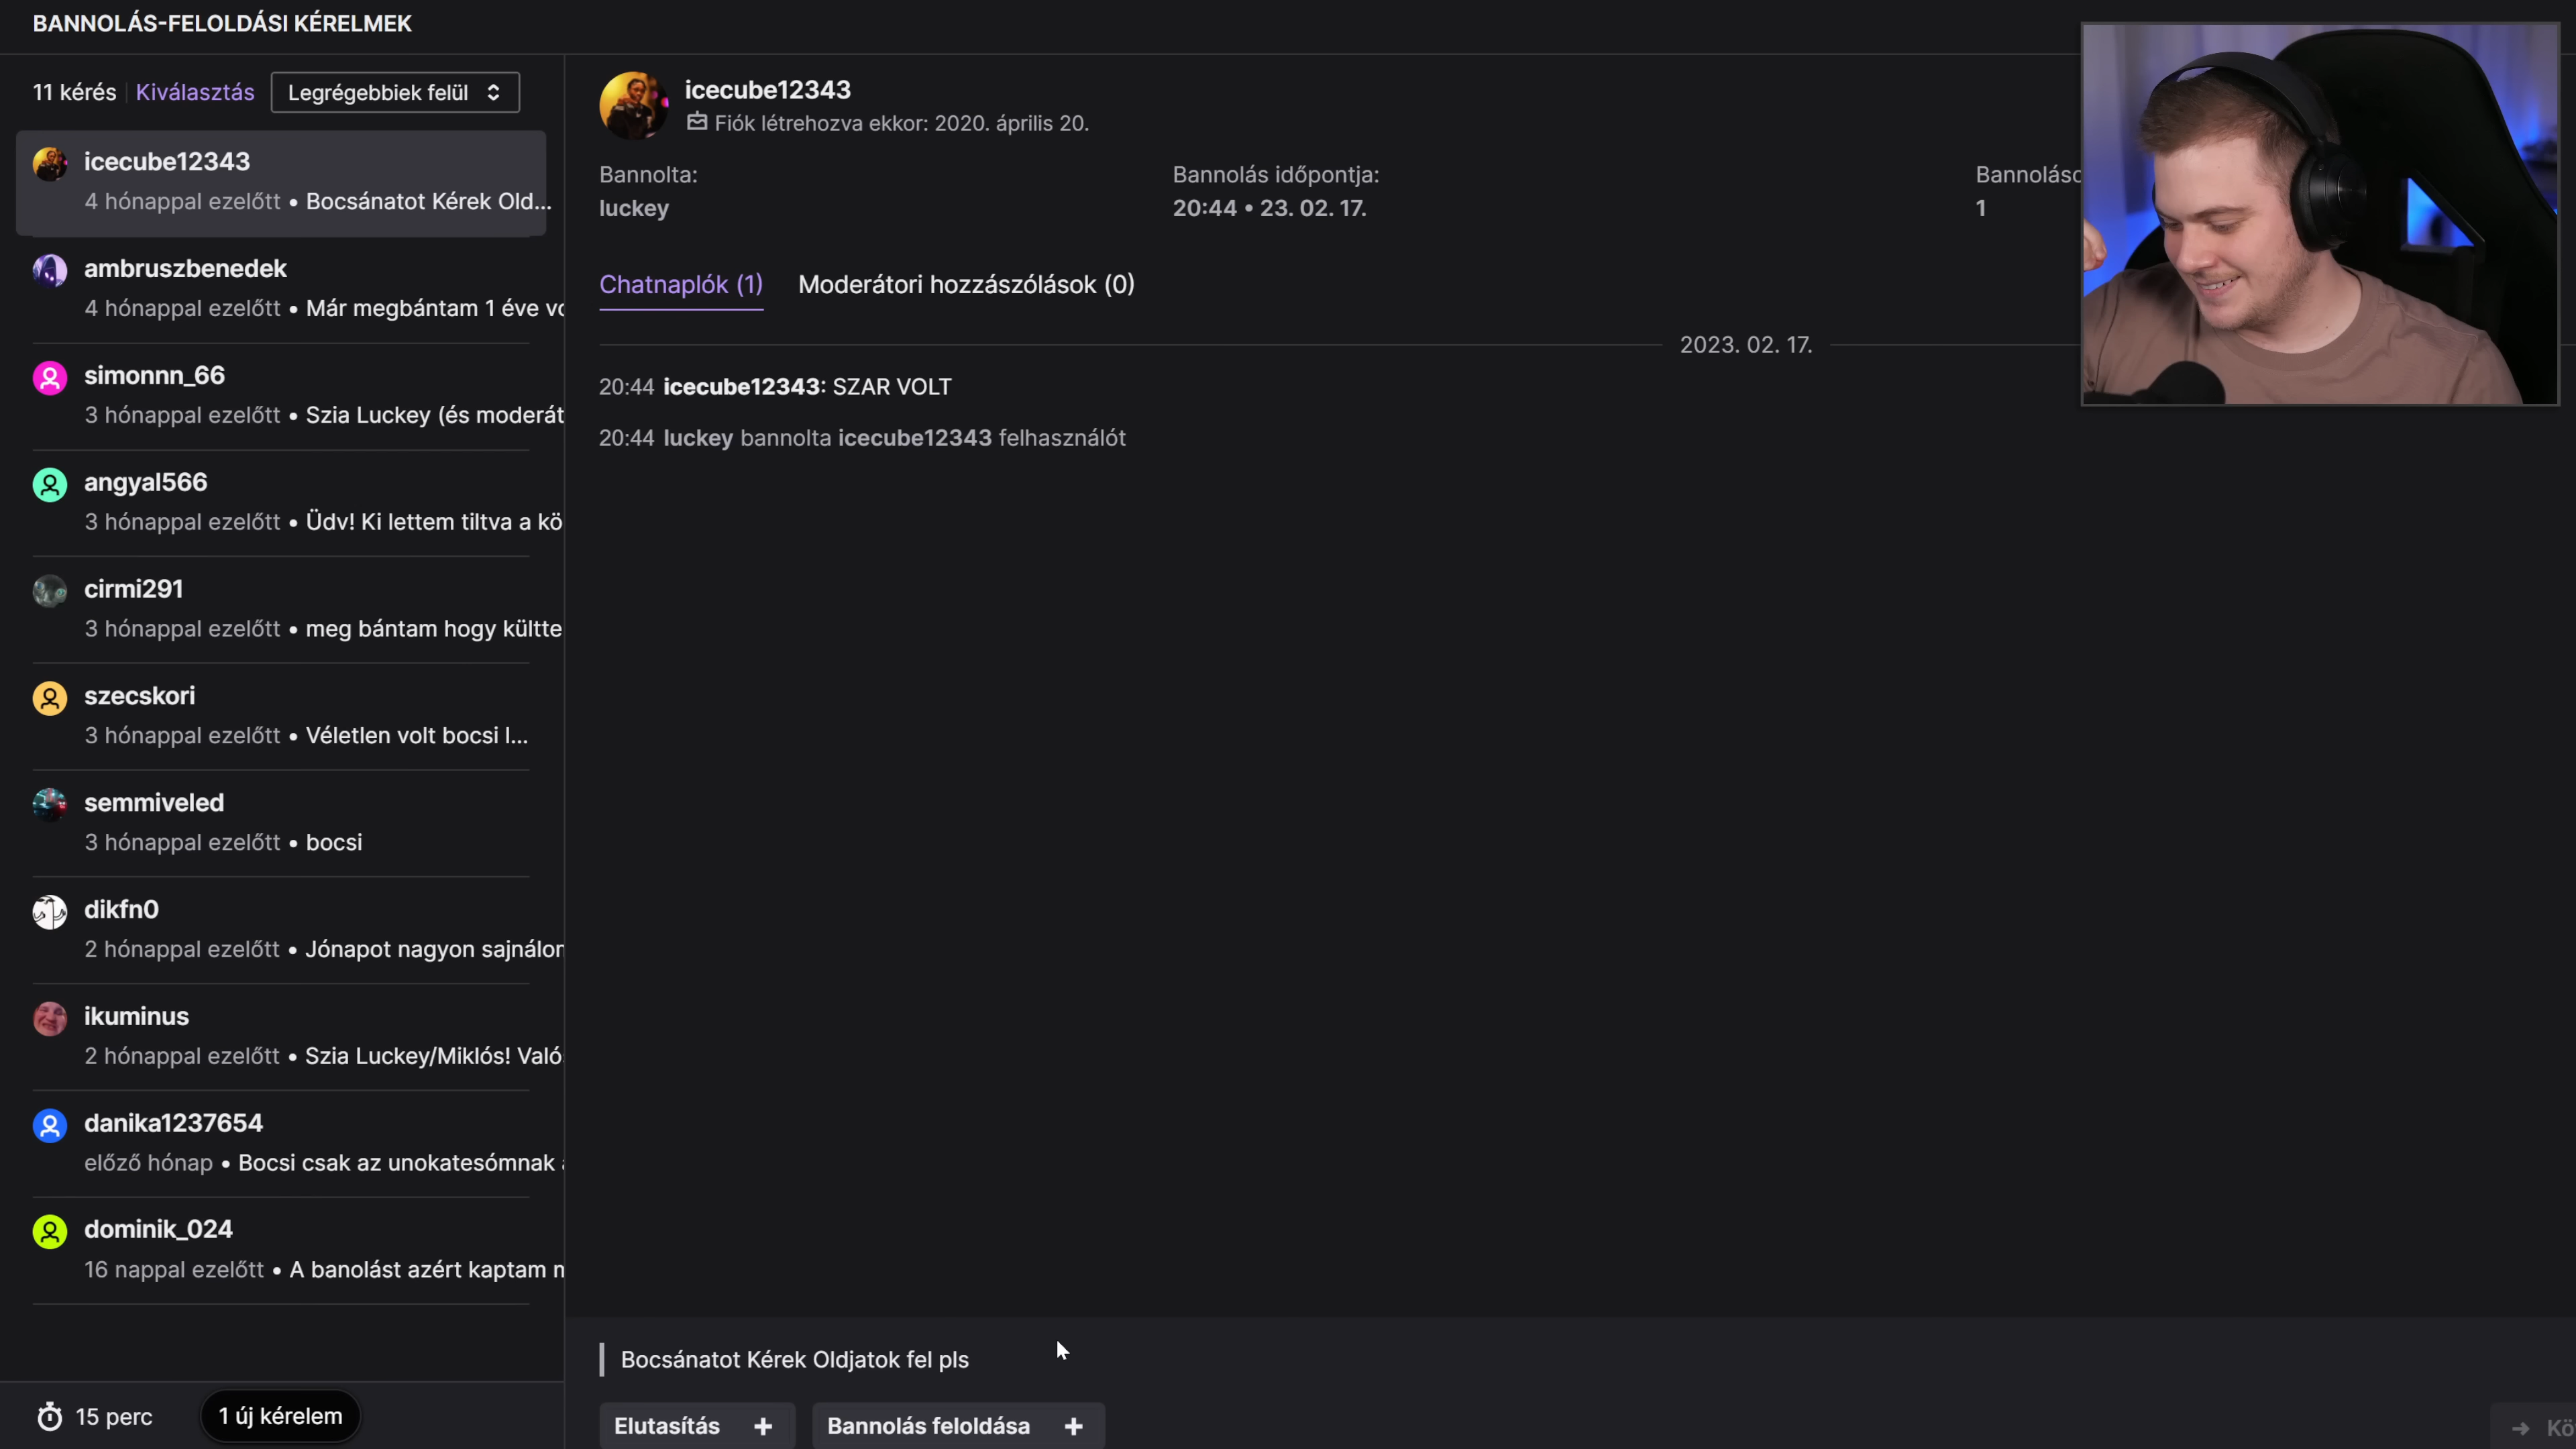 BANNOLÁS-FELOLDÁSI KÉRELMEK
11 kérés Kiválasztás Legrégebbiek felül
icecube12343
4 hónappal ezelőtt • Bocsánatot Kérek Old...
ambruszbenedek
4 hónappal ezelőtt • Már megbántam 1 éve
simonnn_66
3 hónappal ezelőtt • Szia Luckey (és moderát
angyal566
3 hónappal ezelőtt • Üdv! Ki lettem tiltva a kö
cirmi291
3 hónappal ezelőtt • meg bántam hogy költte
szecskori
3 hónappal ezelőtt • Véletlen volt bocsi l...
semmiveled
3 hónappal ezelőtt • bocsi
dikfn0
2 hónappal ezelőtt • Jónapot nagyon sajnálom
ikuminus
2 hónappal ezelőtt • Szia Luckey/Miklós! Való
danika1237654
előző hónap • Bocsi csak az unokatesómnak
dominik_024
16 nappal ezelőtt • A banolást azért kaptam m
15 perc 1 új kérelem
icecube12343
Fiók létrehozva ekkor: 2020. április 20.
Bannolta: Bannolás időpontja: Bannolás
luckey 20:44 • 23. 02. 17. 1
Chatnaplók (1) Moderátori hozzászólások (0)
2023. 02. 17.
20:44 icecube12343: SZAR VOLT
20:44 luckey bannolta icecube12343 felhasználót
Bocsánatot Kérek Oldjatok fel pls
Elutasítás + Bannolás feloldása +
→ Kö